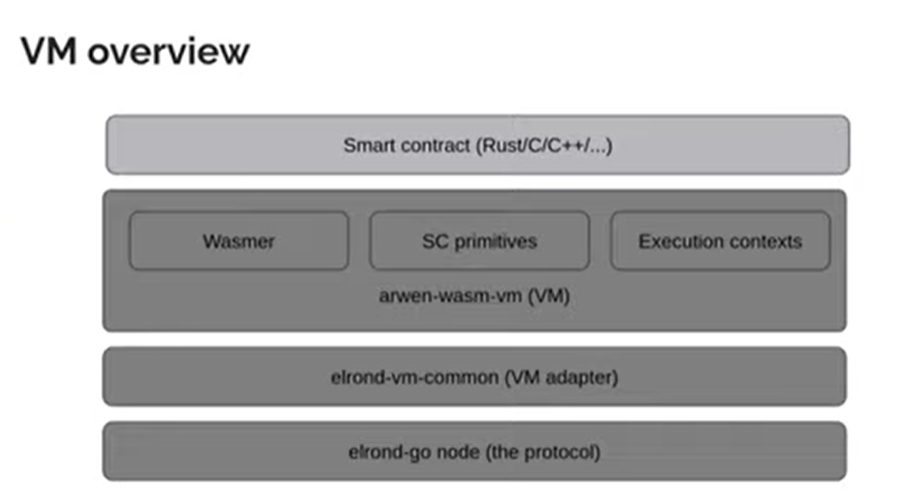 VM overview
Smart contract (Rust/C/C++/...)
Wasmer
SC primitives
Execution contexts
arwen-wasm-vm (VM)
elrond-vm-common (VM adapter)
elrond-go node (the protocol)